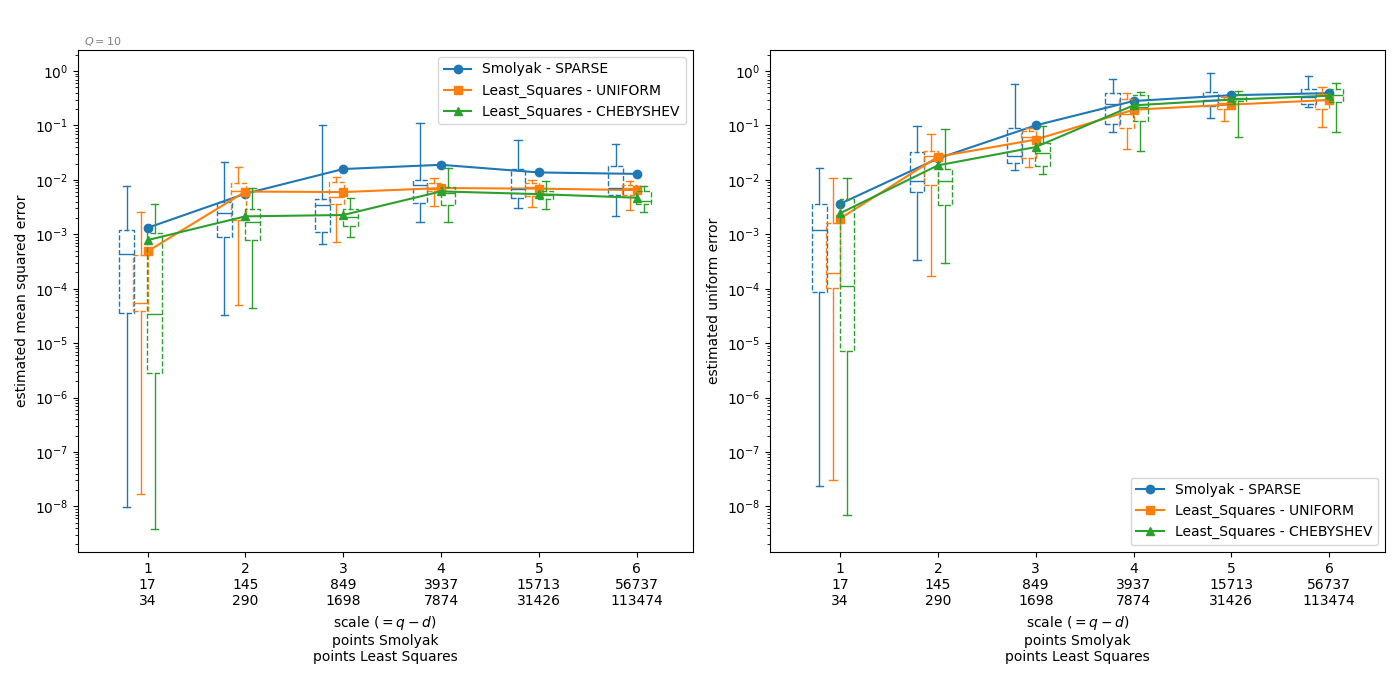 Q = 10
estimated mean squared error
10^0
10^-1
10^-2
10^-3
10^-4
10^-5
10^-6
10^-7
10^-8
Smolyak - SPARSE
Least_Squares - UNIFORM
Least_Squares - CHEBYSHEV
1 2 3 4 5 6
17 145 849 3937 15713 56737
34 290 1698 7874 31426 113474
scale (= q − d)
points Smolyak
points Least Squares
estimated uniform error
10^0
10^-1
10^-2
10^-3
10^-4
10^-5
10^-6
10^-7
10^-8
Smolyak - SPARSE
Least_Squares - UNIFORM
Least_Squares - CHEBYSHEV
1 2 3 4 5 6
17 145 849 3937 15713 56737
34 290 1698 7874 31426 113474
scale (= q − d)
points Smolyak
points Least Squares